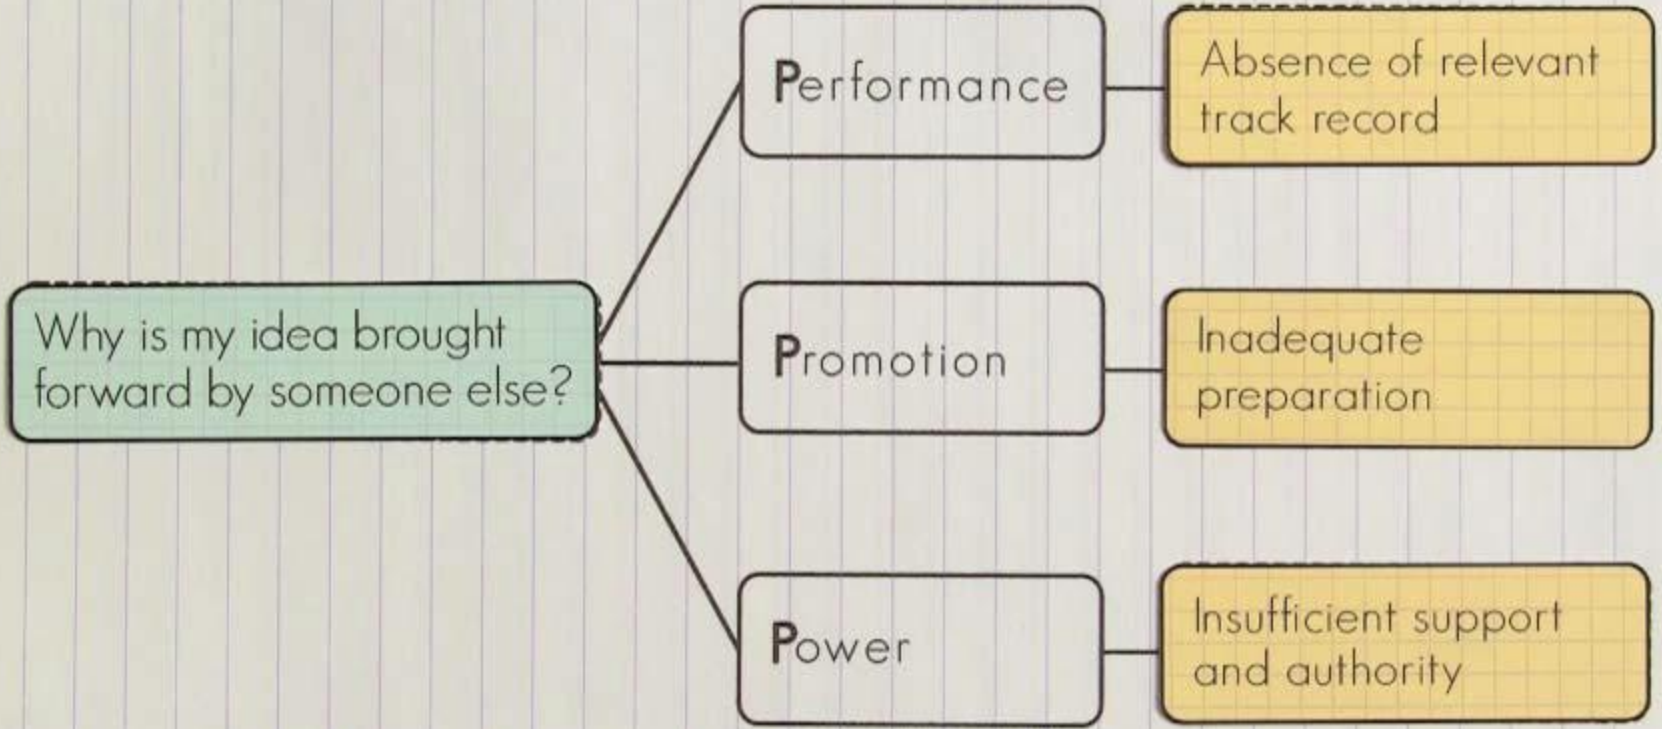 Why is my idea brought
forward by someone else?
Performance
Absence of relevant
track record
Promotion
Inadequate
preparation
Power
Insufficient support
and authority